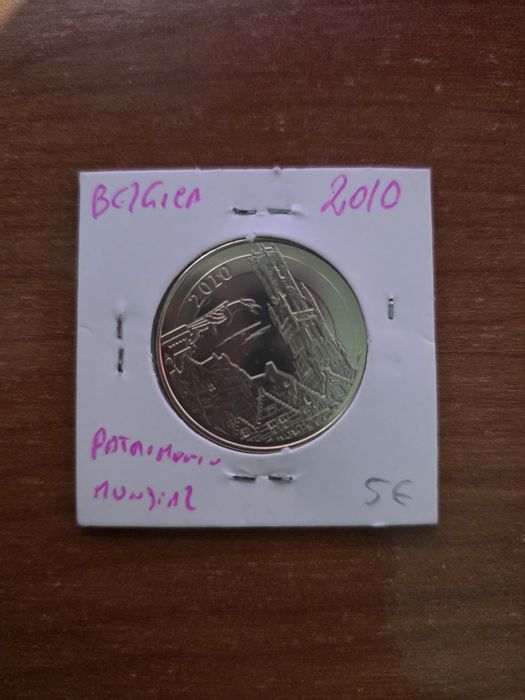 BELGICA 2010
2010
PATRIMONIO
MUNDIAL
5€